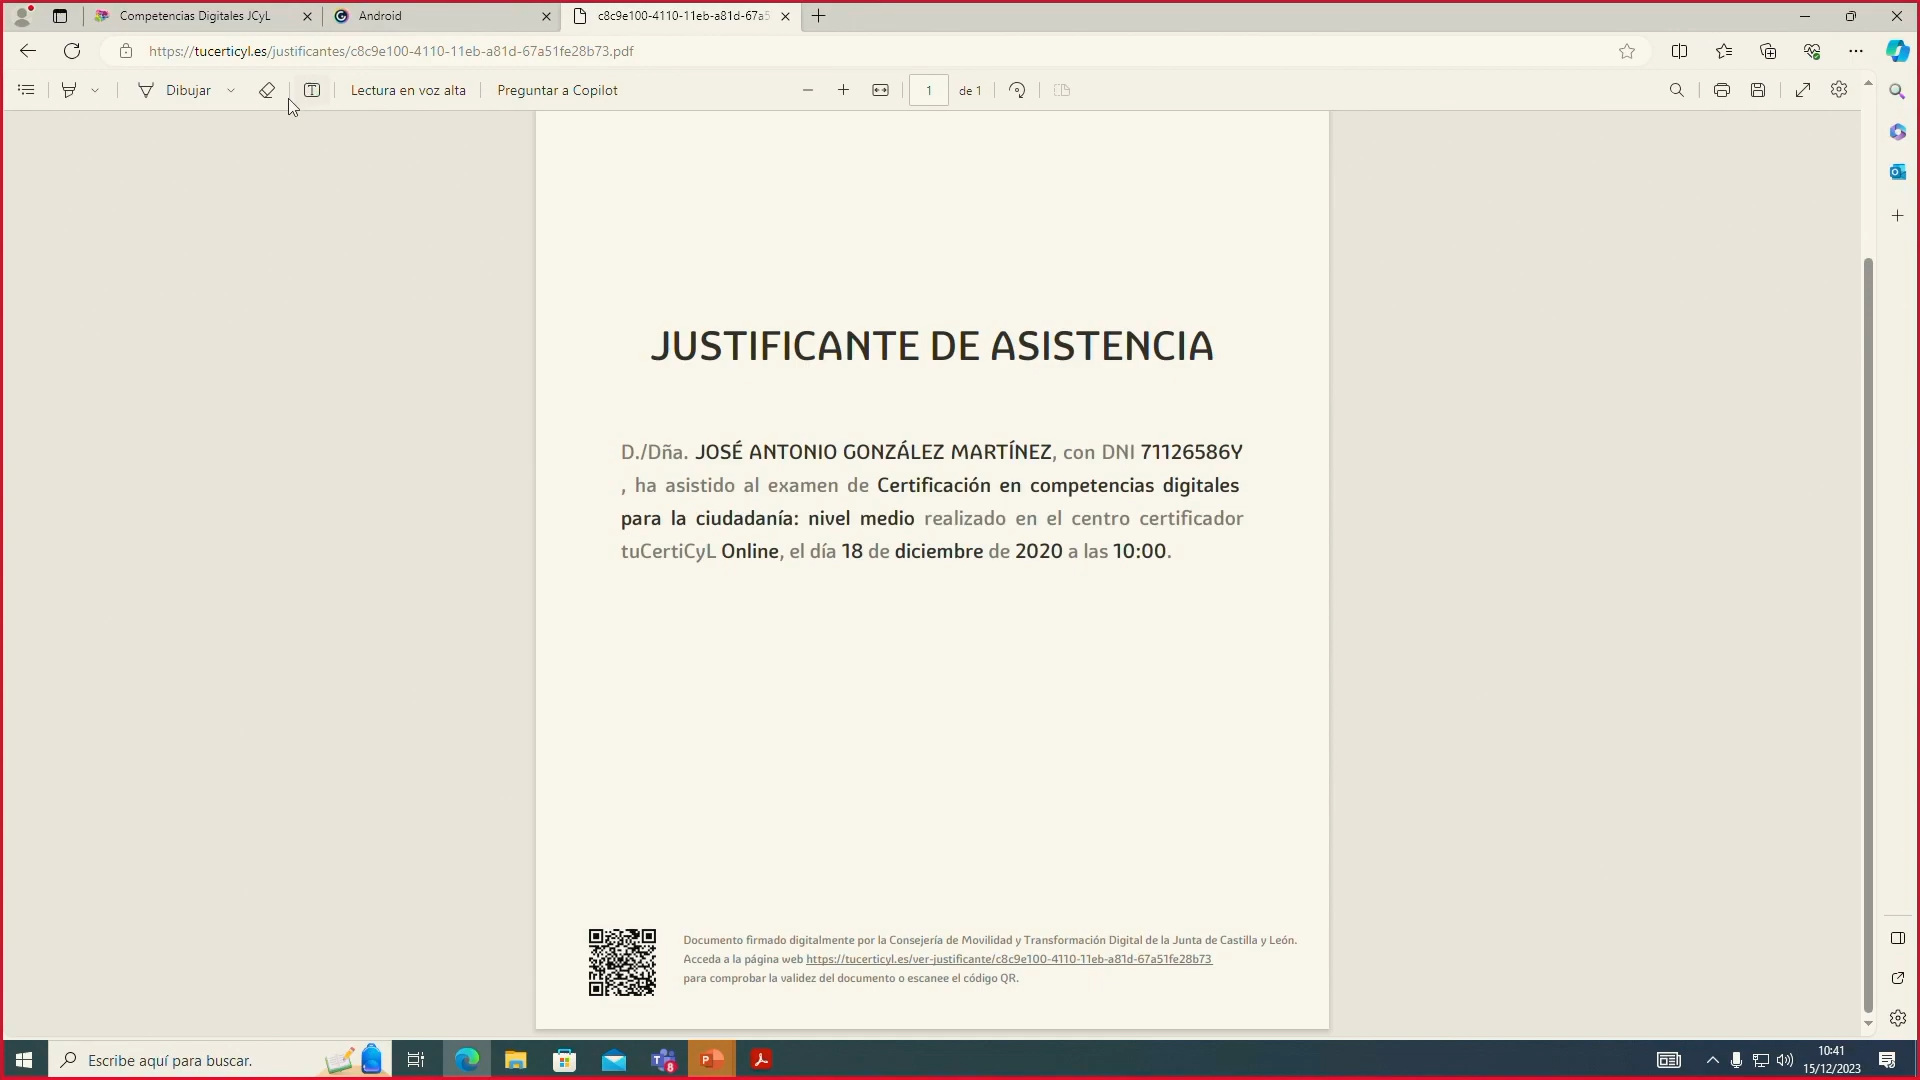 Competencias Digitales JCyL
Android
c8c9e100-4110-11eb-a81d-67a5
https://tucerticyl.es/justificantes/c8c9e100-4110-11eb-a81d-67a51fe28b73.pdf
Dibujar
Lectura en voz alta
Preguntar a Copilot
1 de 1
JUSTIFICANTE DE ASISTENCIA
D./Dña. JOSÉ ANTONIO GONZÁLEZ MARTÍNEZ, con DNI 71126586Y
, ha asistido al examen de Certificación en competencias digitales
para la ciudadanía: nivel medio realizado en el centro certificador
tuCertiCyL Online, el día 18 de diciembre de 2020 a las 10:00.
Documento firmado digitalmente por la Consejería de Movilidad y Transformación Digital de la Junta de Castilla y León.
Acceda a la página web https://tucerticyl.es/ver-justificante/c8c9e100-4110-11eb-a81d-67a51fe28b73
para comprobar la validez del documento o escanee el código QR.
Escribe aquí para buscar.
8
10:41
15/12/2023